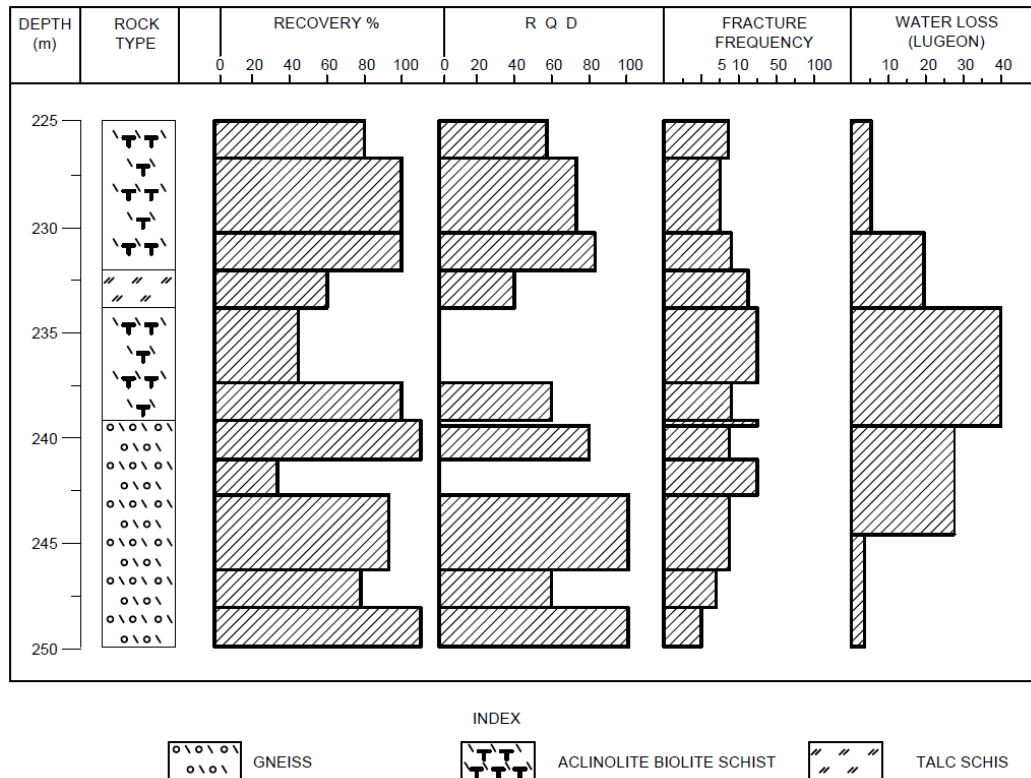 DEPTH (m)
ROCK TYPE
RECOVERY %
0 20 40 60 80 100
R Q D
0 20 40 60 80 100
FRACTURE FREQUENCY
5 10 50 100
WATER LOSS (LUGEON)
0 10 20 30 40
225
230
235
240
245
250
INDEX
GNEISS
ACLINOLITE BIOLITE SCHIST
TALC SCHIS